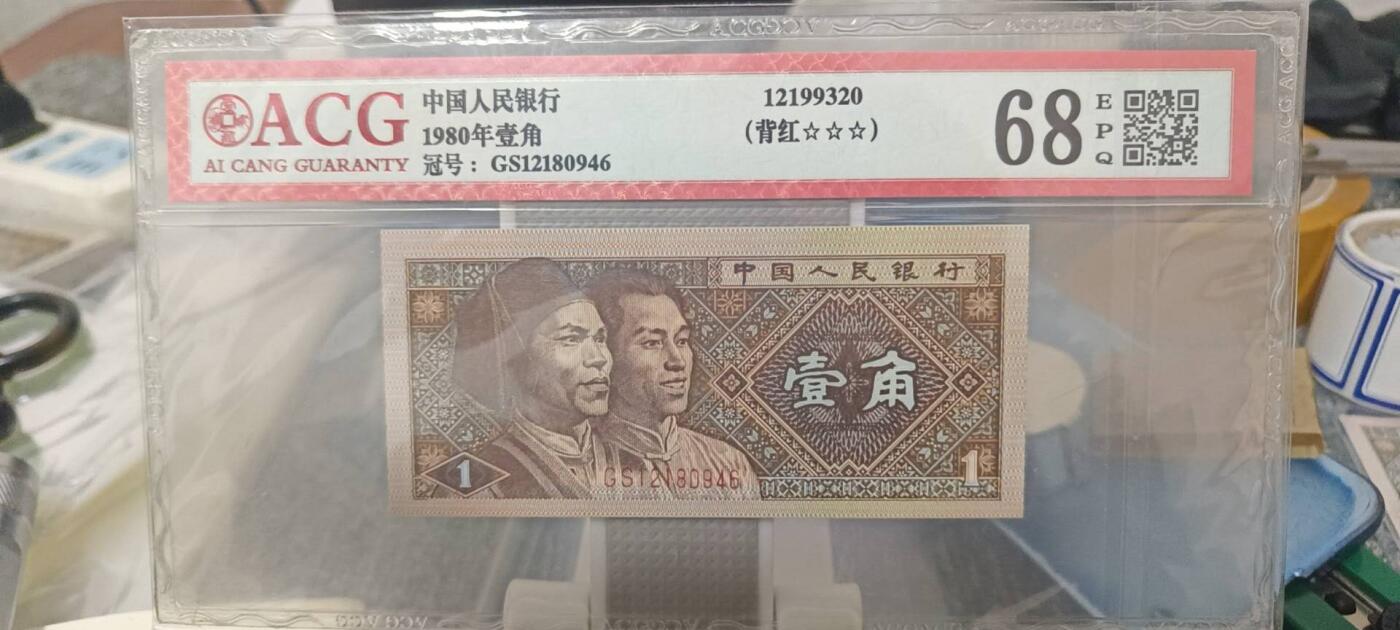 ACG
AI CANG GUARANTY
中国人民银行
1980年壹角
冠号：GS12180946
12199320
（背红☆☆☆）
68
EPQ
中国人民银行
壹角
1
GS12180946
1